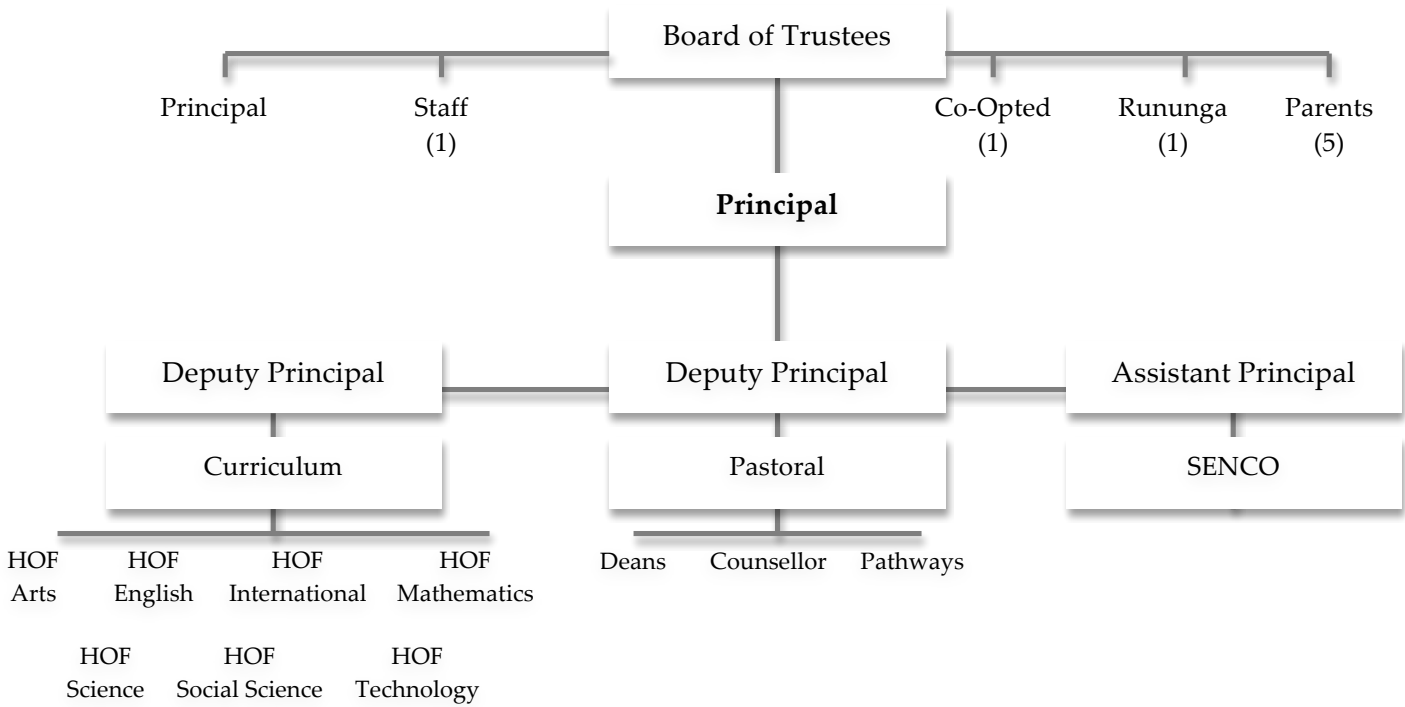 Board of Trustees
Principal
Staff
(1)
Co-Opted
(1)
Rununga
(1)
Parents
(5)
Principal
Deputy Principal
Deputy Principal
Assistant Principal
Curriculum
Pastoral
SENCO
HOF
Arts
HOF
English
HOF
International
HOF
Mathematics
Deans
Counsellor
Pathways
HOF
Science
HOF
Social Science
HOF
Technology